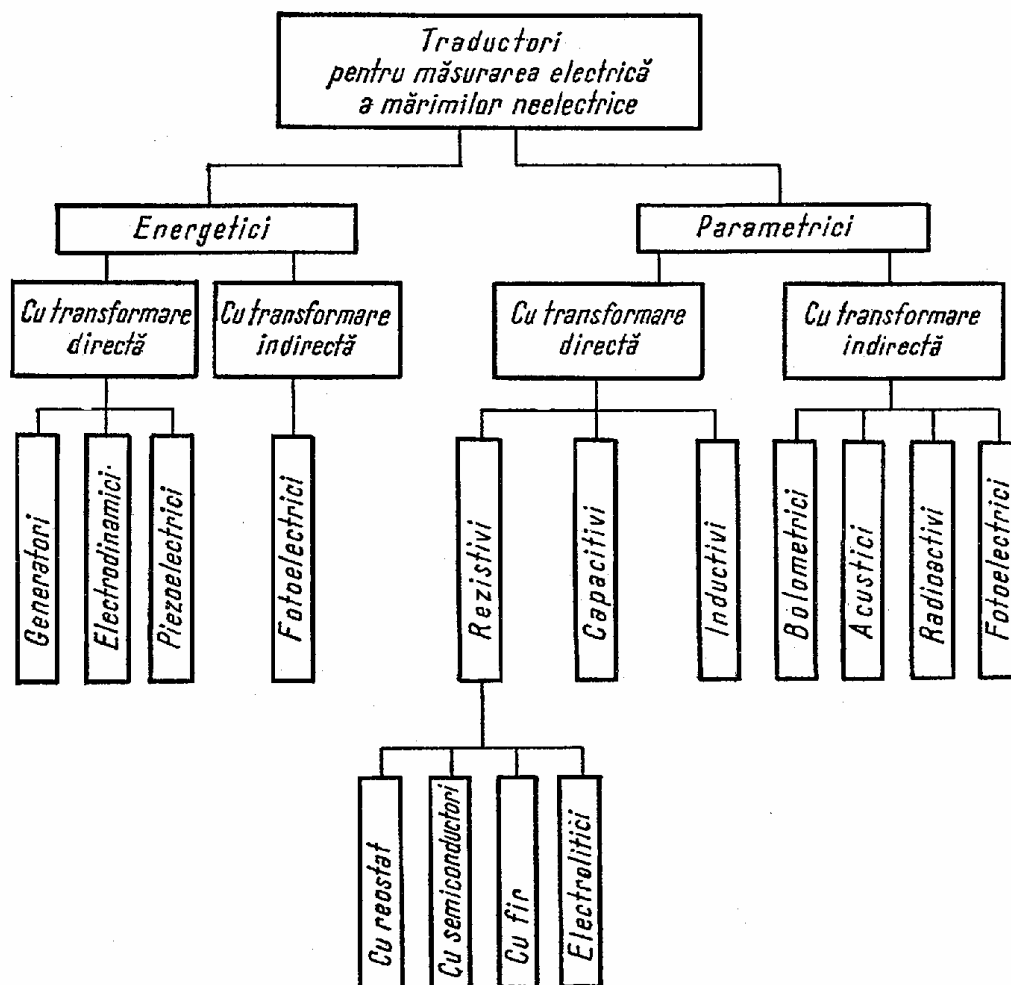 Traductori
pentru măsurarea electrică
a mărimilor neelectrice
Energetici
Parametrici
Cu transformare
directă
Cu transformare
indirectă
Cu transformare
directă
Cu transformare
indirectă
Generatori
Electrodinamici
Piezoelectrici
Fotoelectrici
Rezistivi
Capacitivi
Inductivi
Bolometrici
Acustici
Radioactivi
Fotoelectrici
Cu reostat
Cu semiconductori
Cu fir
Electrolitici